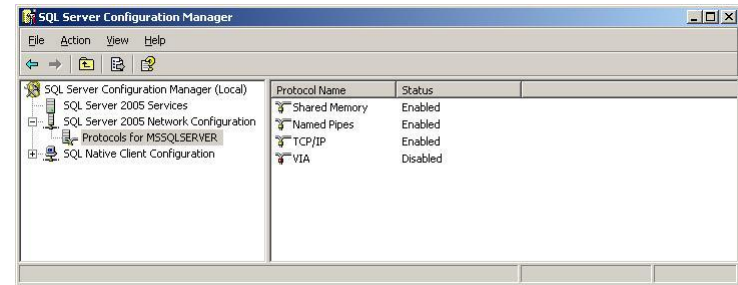 SQL Server Configuration Manager
File Action View Help
SQL Server Configuration Manager (Local)
SQL Server 2005 Services
SQL Server 2005 Network Configuration
Protocols for MSSQLSERVER
SQL Native Client Configuration
Protocol Name Status
Shared Memory Enabled
Named Pipes Enabled
TCP/IP Enabled
VIA Disabled